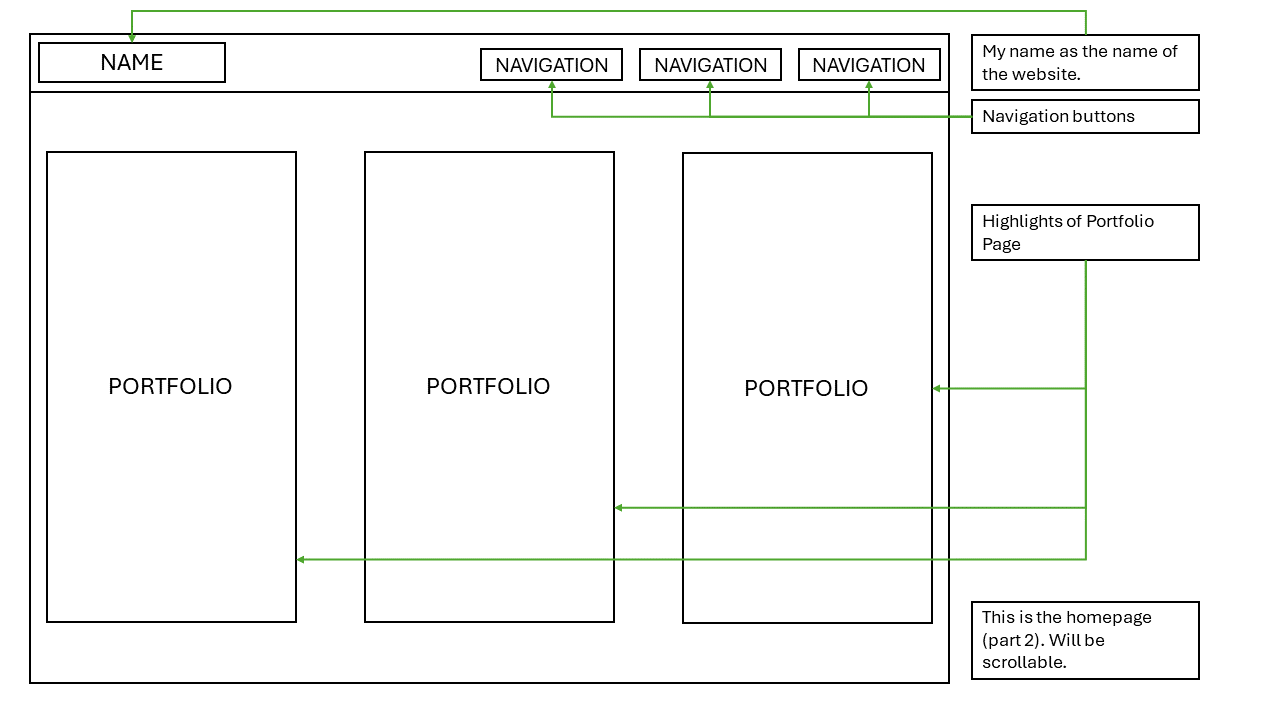 NAME
NAVIGATION
NAVIGATION
NAVIGATION
My name as the name of
the website.
Navigation buttons
Highlights of Portfolio
Page
PORTFOLIO
PORTFOLIO
PORTFOLIO
This is the homepage
(part 2). Will be
scrollable.